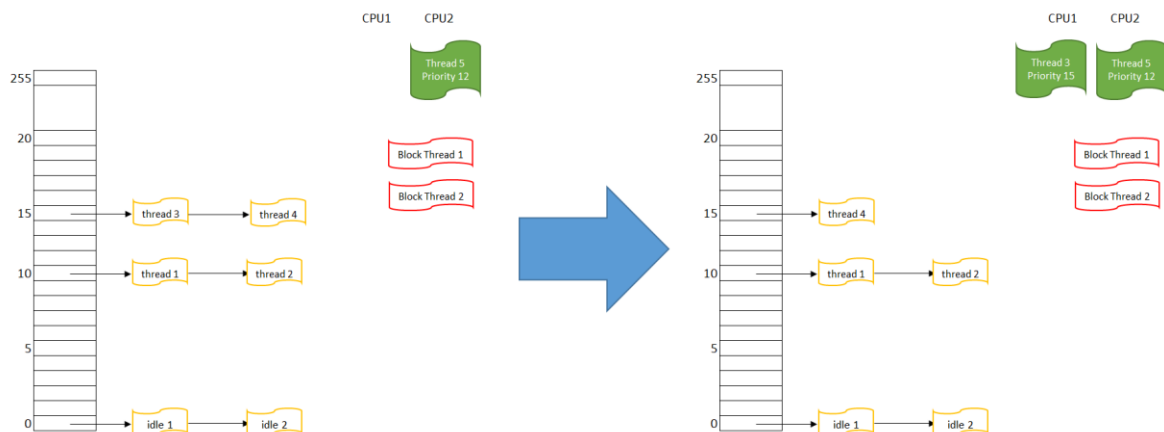 CPU1 CPU2
Thread 5
Priority 12
255
20
Block Thread 1
Block Thread 2
15
thread 3
thread 4
10
thread 1
thread 2
5
0
idle 1
idle 2
CPU1 CPU2
Thread 3
Priority 15
Thread 5
Priority 12
255
20
Block Thread 1
Block Thread 2
15
thread 4
10
thread 1
thread 2
5
0
idle 1
idle 2